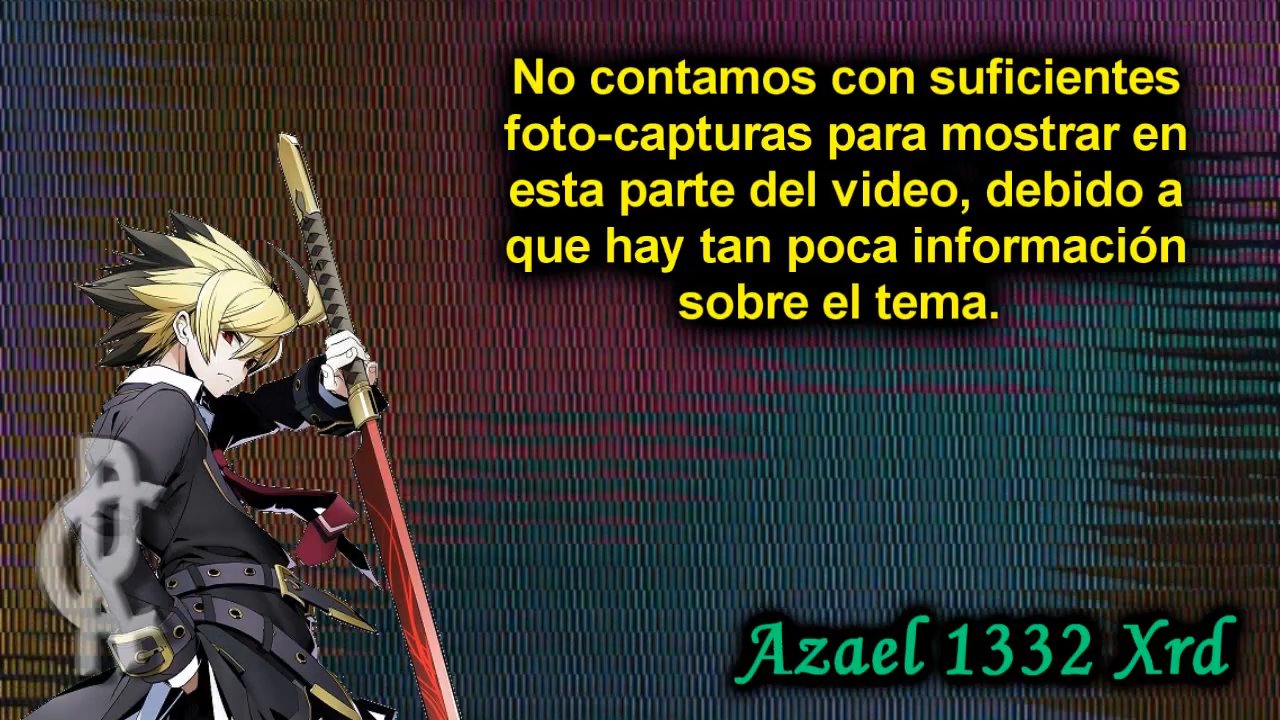 No contamos con suficientes
foto-capturas para mostrar en
esta parte del video, debido a
que hay tan poca información
sobre el tema.
Azael 1332 Xrd